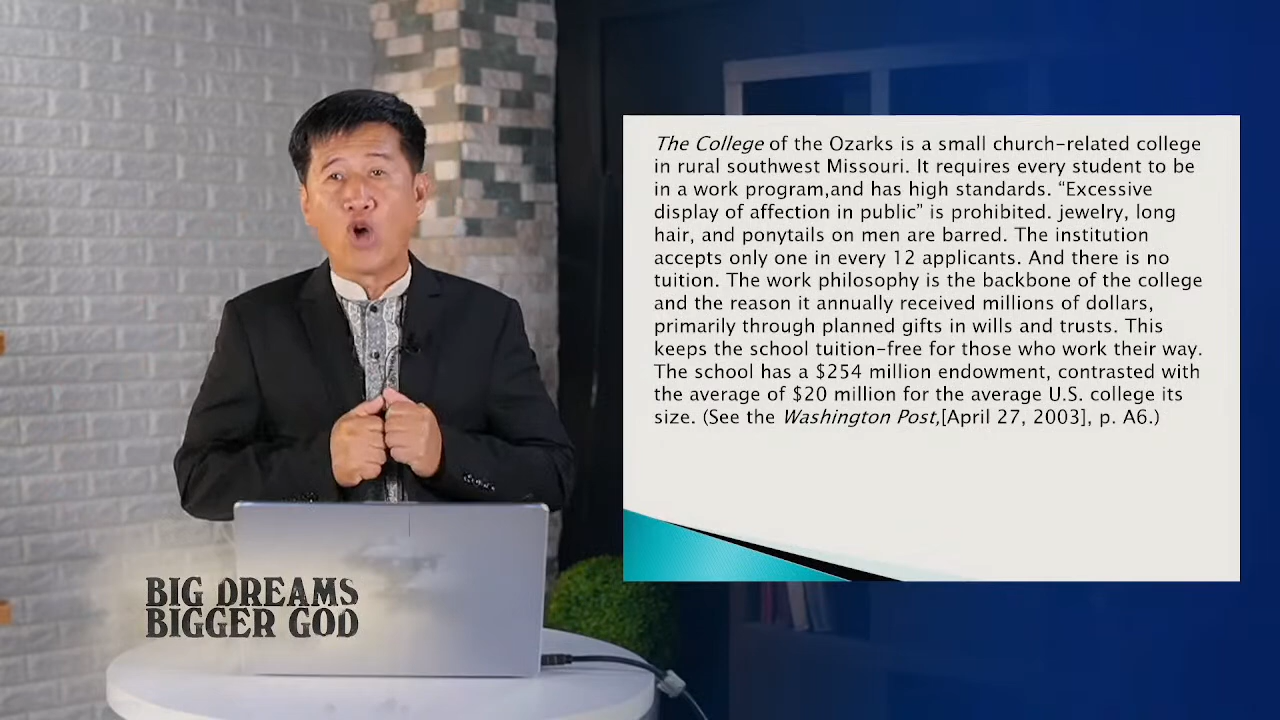 The College of the Ozarks is a small church-related college
in rural southwest Missouri. It requires every student to be
in a work program,and has high standards. “Excessive
display of affection in public” is prohibited. jewelry, long
hair, and ponytails on men are barred. The institution
accepts only one in every 12 applicants. And there is no
tuition. The work philosophy is the backbone of the college
and the reason it annually received millions of dollars,
primarily through planned gifts in wills and trusts. This
keeps the school tuition-free for those who work their way.
The school has a $254 million endowment, contrasted with
the average of $20 million for the average U.S. college its
size. (See the Washington Post,[April 27, 2003], p. A6.)
BIG DREAMS
BIGGER GOD